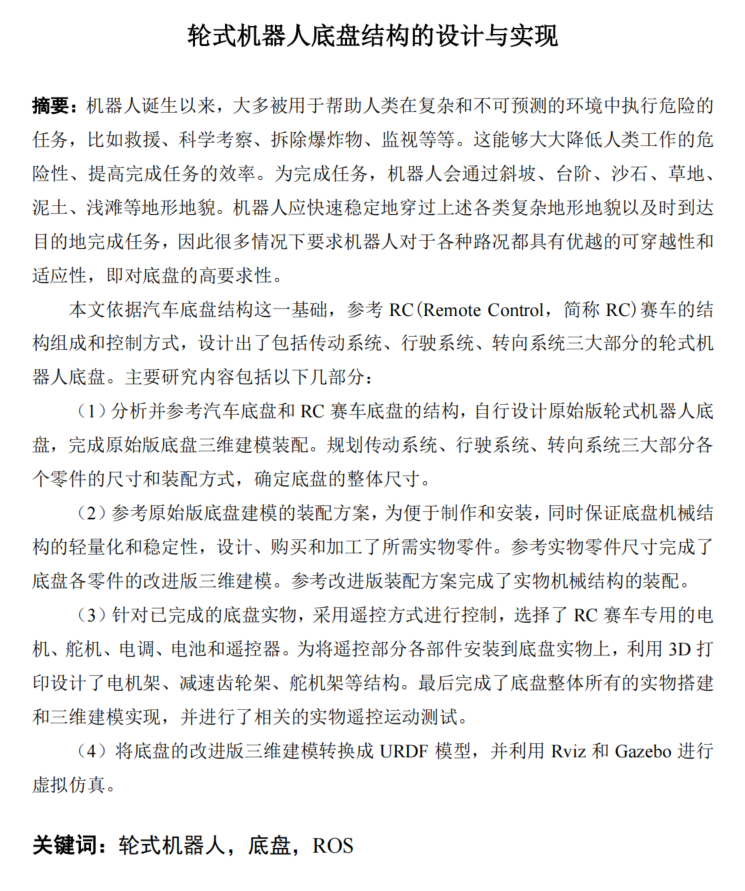 轮式机器人底盘结构的设计与实现
摘要：机器人诞生以来，大多被用于帮助人类在复杂和不可预测的环境中执行危险的
任务，比如救援、科学考察、拆除爆炸物、监视等等。这能够大大降低人类工作的危
险性、提高完成任务的效率。为完成任务，机器人会通过斜坡、台阶、沙石、草地、
泥土、浅滩等地形地貌。机器人应快速稳定地穿过上述各类复杂地形地貌以及时到达
目的地完成任务，因此很多情况下要求机器人对于各种路况都具有优越的可穿越性和
适应性，即对底盘的高要求性。
本文依据汽车底盘结构这一基础，参考 RC(Remote Control，简称 RC)赛车的结
构组成和控制方式，设计出了包括传动系统、行驶系统、转向系统三大部分的轮式机
器人底盘。主要研究内容包括以下几部分：
（1）分析并参考汽车底盘和 RC 赛车底盘的结构，自行设计原始版轮式机器人底
盘，完成原始版底盘三维建模装配。规划传动系统、行驶系统、转向系统三大部分各
个零件的尺寸和装配方式，确定底盘的整体尺寸。
（2）参考原始版底盘建模的装配方案，为便于制作和安装，同时保证底盘机械结
构的轻量化和稳定性，设计、购买和加工了所需实物零件。参考实物零件尺寸完成了
底盘各零件的改进版三维建模。参考改进版装配方案完成了实物机械结构的装配。
（3）针对已完成的底盘实物，采用遥控方式进行控制，选择了 RC 赛车专用的电
机、舵机、电调、电池和遥控器。为将遥控部分各部件安装到底盘实物上，利用 3D 打
印设计了电机架、减速齿轮架、舵机架等结构。最后完成了底盘整体所有的实物搭建
和三维建模实现，并进行了相关的实物遥控运动测试。
（4）将底盘的改进版三维建模转换成 URDF 模型，并利用 Rviz 和 Gazebo 进行
虚拟仿真。
关键词：轮式机器人，底盘，ROS